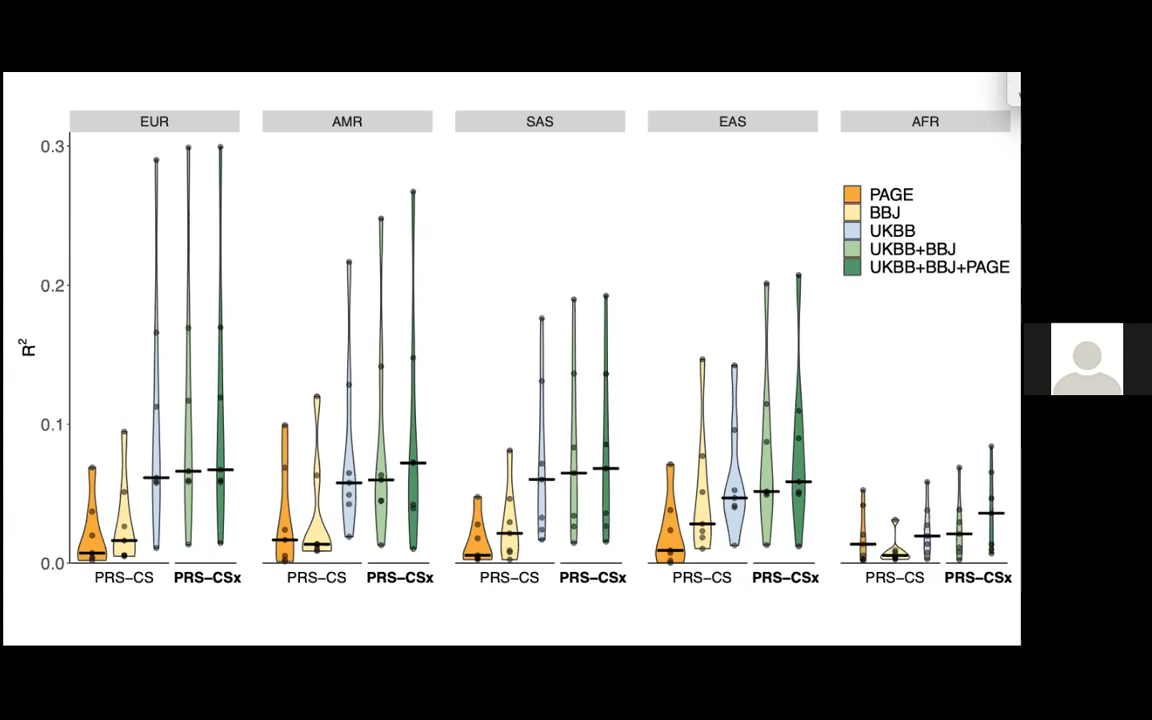 EUR AMR SAS EAS AFR
0.3
0.2
0.1
0.0
R²
PAGE
BBJ
UKBB
UKBB+BBJ
UKBB+BBJ+PAGE
PRS–CS PRS–CSx PRS–CS PRS–CSx PRS–CS PRS–CSx PRS–CS PRS–CSx PRS–CS PRS–CSx